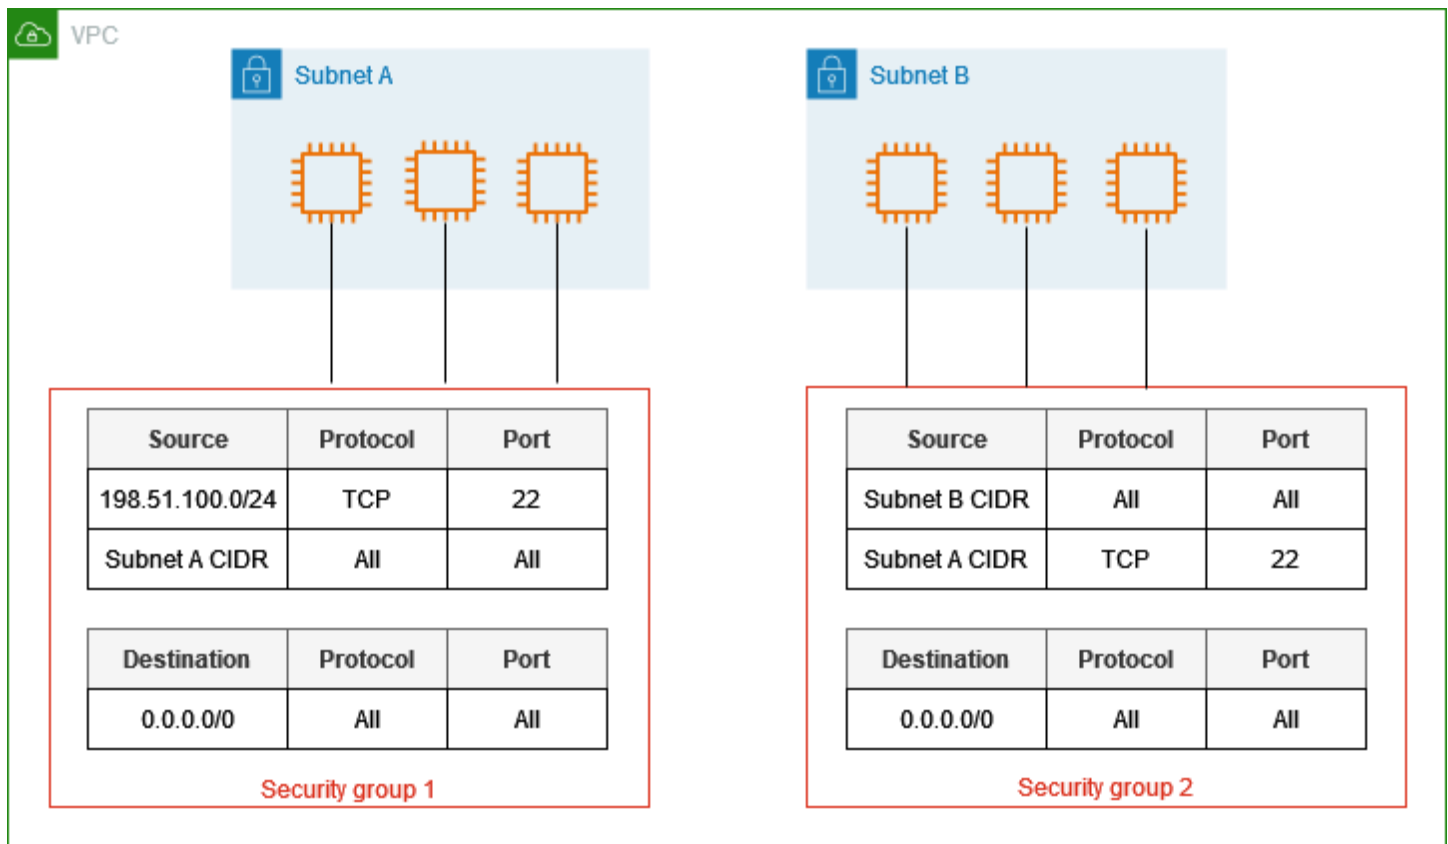 VPC
Subnet A
Subnet B
Source Protocol Port
198.51.100.0/24 TCP 22
Subnet A CIDR All All
Destination Protocol Port
0.0.0.0/0 All All
Security group 1
Source Protocol Port
Subnet B CIDR All All
Subnet A CIDR TCP 22
Destination Protocol Port
0.0.0.0/0 All All
Security group 2